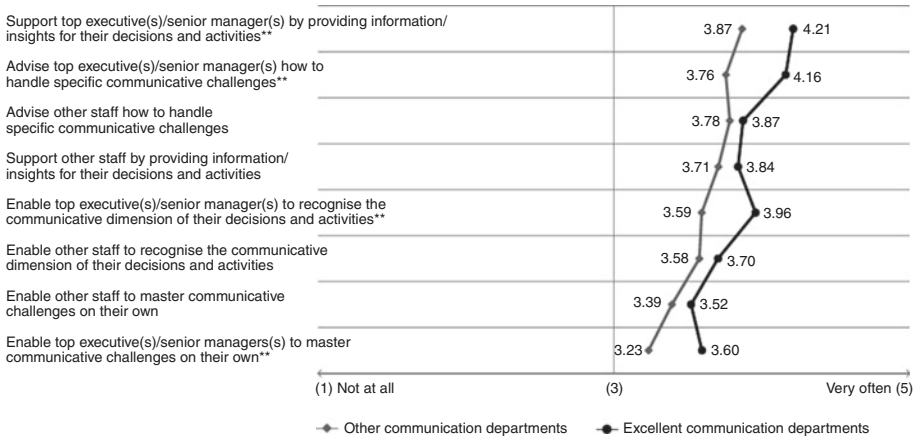 Support top executive(s)/senior manager(s) by providing information/
insights for their decisions and activities**
3.87
4.21
Advise top executive(s)/senior manager(s) how to
handle specific communicative challenges**
3.76
4.16
Advise other staff how to handle
specific communicative challenges
3.78
3.87
Support other staff by providing information/
insights for their decisions and activities
3.71
3.84
Enable top executive(s)/senior manager(s) to recognise the
communicative dimension of their decisions and activities**
3.59
3.96
Enable other staff to recognise the communicative
dimension of their decisions and activities
3.58
3.70
Enable other staff to master communicative
challenges on their own
3.39
3.52
Enable top executive(s)/senior managers(s) to master
communicative challenges on their own**
3.23
3.60
(1) Not at all
(3)
Very often (5)
Other communication departments
Excellent communication departments